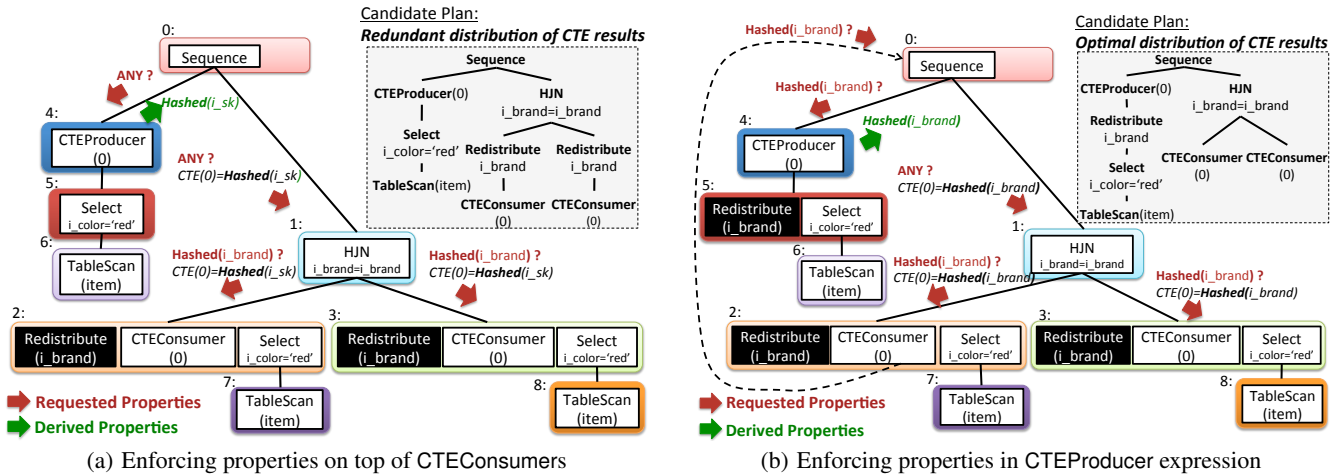 0:
Sequence
ANY ?
Hashed(i_sk)
4:
CTEProducer
(0)
5:
Select
i_color='red'
6:
TableScan
(item)
ANY ?
CTE(0)=Hashed(i_sk)
1:
HJN
i_brand=i_brand
Hashed(i_brand) ?
CTE(0)=Hashed(i_sk)
Hashed(i_brand) ?
CTE(0)=Hashed(i_sk)
2:
Redistribute
(i_brand)
CTEConsumer
(0)
Select
i_color='red'
3:
Redistribute
(i_brand)
CTEConsumer
(0)
Select
i_color='red'
7:
TableScan
(item)
8:
TableScan
(item)
Requested Properties
Derived Properties
Candidate Plan:
Redundant distribution of CTE results
Sequence
CTEProducer(0)
HJN
i_brand=i_brand
Select
i_color='red'
Redistribute
i_brand
Redistribute
i_brand
TableScan(item)
CTEConsumer
(0)
CTEConsumer
(0)
(a) Enforcing properties on top of CTEConsumers
Hashed(i_brand) ?
0:
Sequence
Hashed(i_brand) ?
4:
CTEProducer
(0)
Hashed(i_brand)
5:
Redistribute
(i_brand)
Select
i_color='red'
6:
TableScan
(item)
ANY ?
CTE(0)=Hashed(i_brand)
1:
HJN
i_brand=i_brand
Hashed(i_brand) ?
CTE(0)=Hashed(i_brand)
Hashed(i_brand) ?
CTE(0)=Hashed(i_brand)
2:
Redistribute
(i_brand)
CTEConsumer
(0)
Select
i_color='red'
3:
Redistribute
(i_brand)
CTEConsumer
(0)
Select
i_color='red'
7:
TableScan
(item)
8:
TableScan
(item)
Requested Properties
Derived Properties
Candidate Plan:
Optimal distribution of CTE results
Sequence
CTEProducer(0)
HJN
i_brand=i_brand
Redistribute
i_brand
Select
i_color='red'
CTEConsumer
(0)
CTEConsumer
(0)
TableScan(item)
(b) Enforcing properties in CTEProducer expression